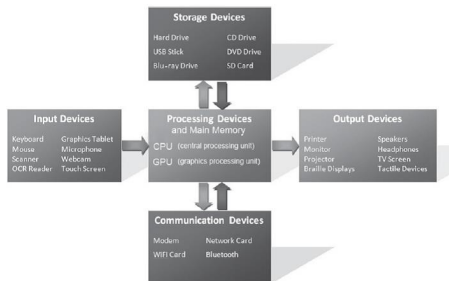 Storage Devices
Hard Drive CD Drive
USB Stick DVD Drive
Blu-ray Drive SD Card
Input Devices
Keyboard Graphics Tablet
Mouse Microphone
Scanner Webcam
OCR Reader Touch Screen
Processing Devices
and Main Memory
CPU (central processing unit)
GPU (graphics processing unit)
Output Devices
Printer Speakers
Monitor Headphones
Projector TV Screen
Braille Displays Tactile Devices
Communication Devices
Modem Network Card
WIFI Card Bluetooth